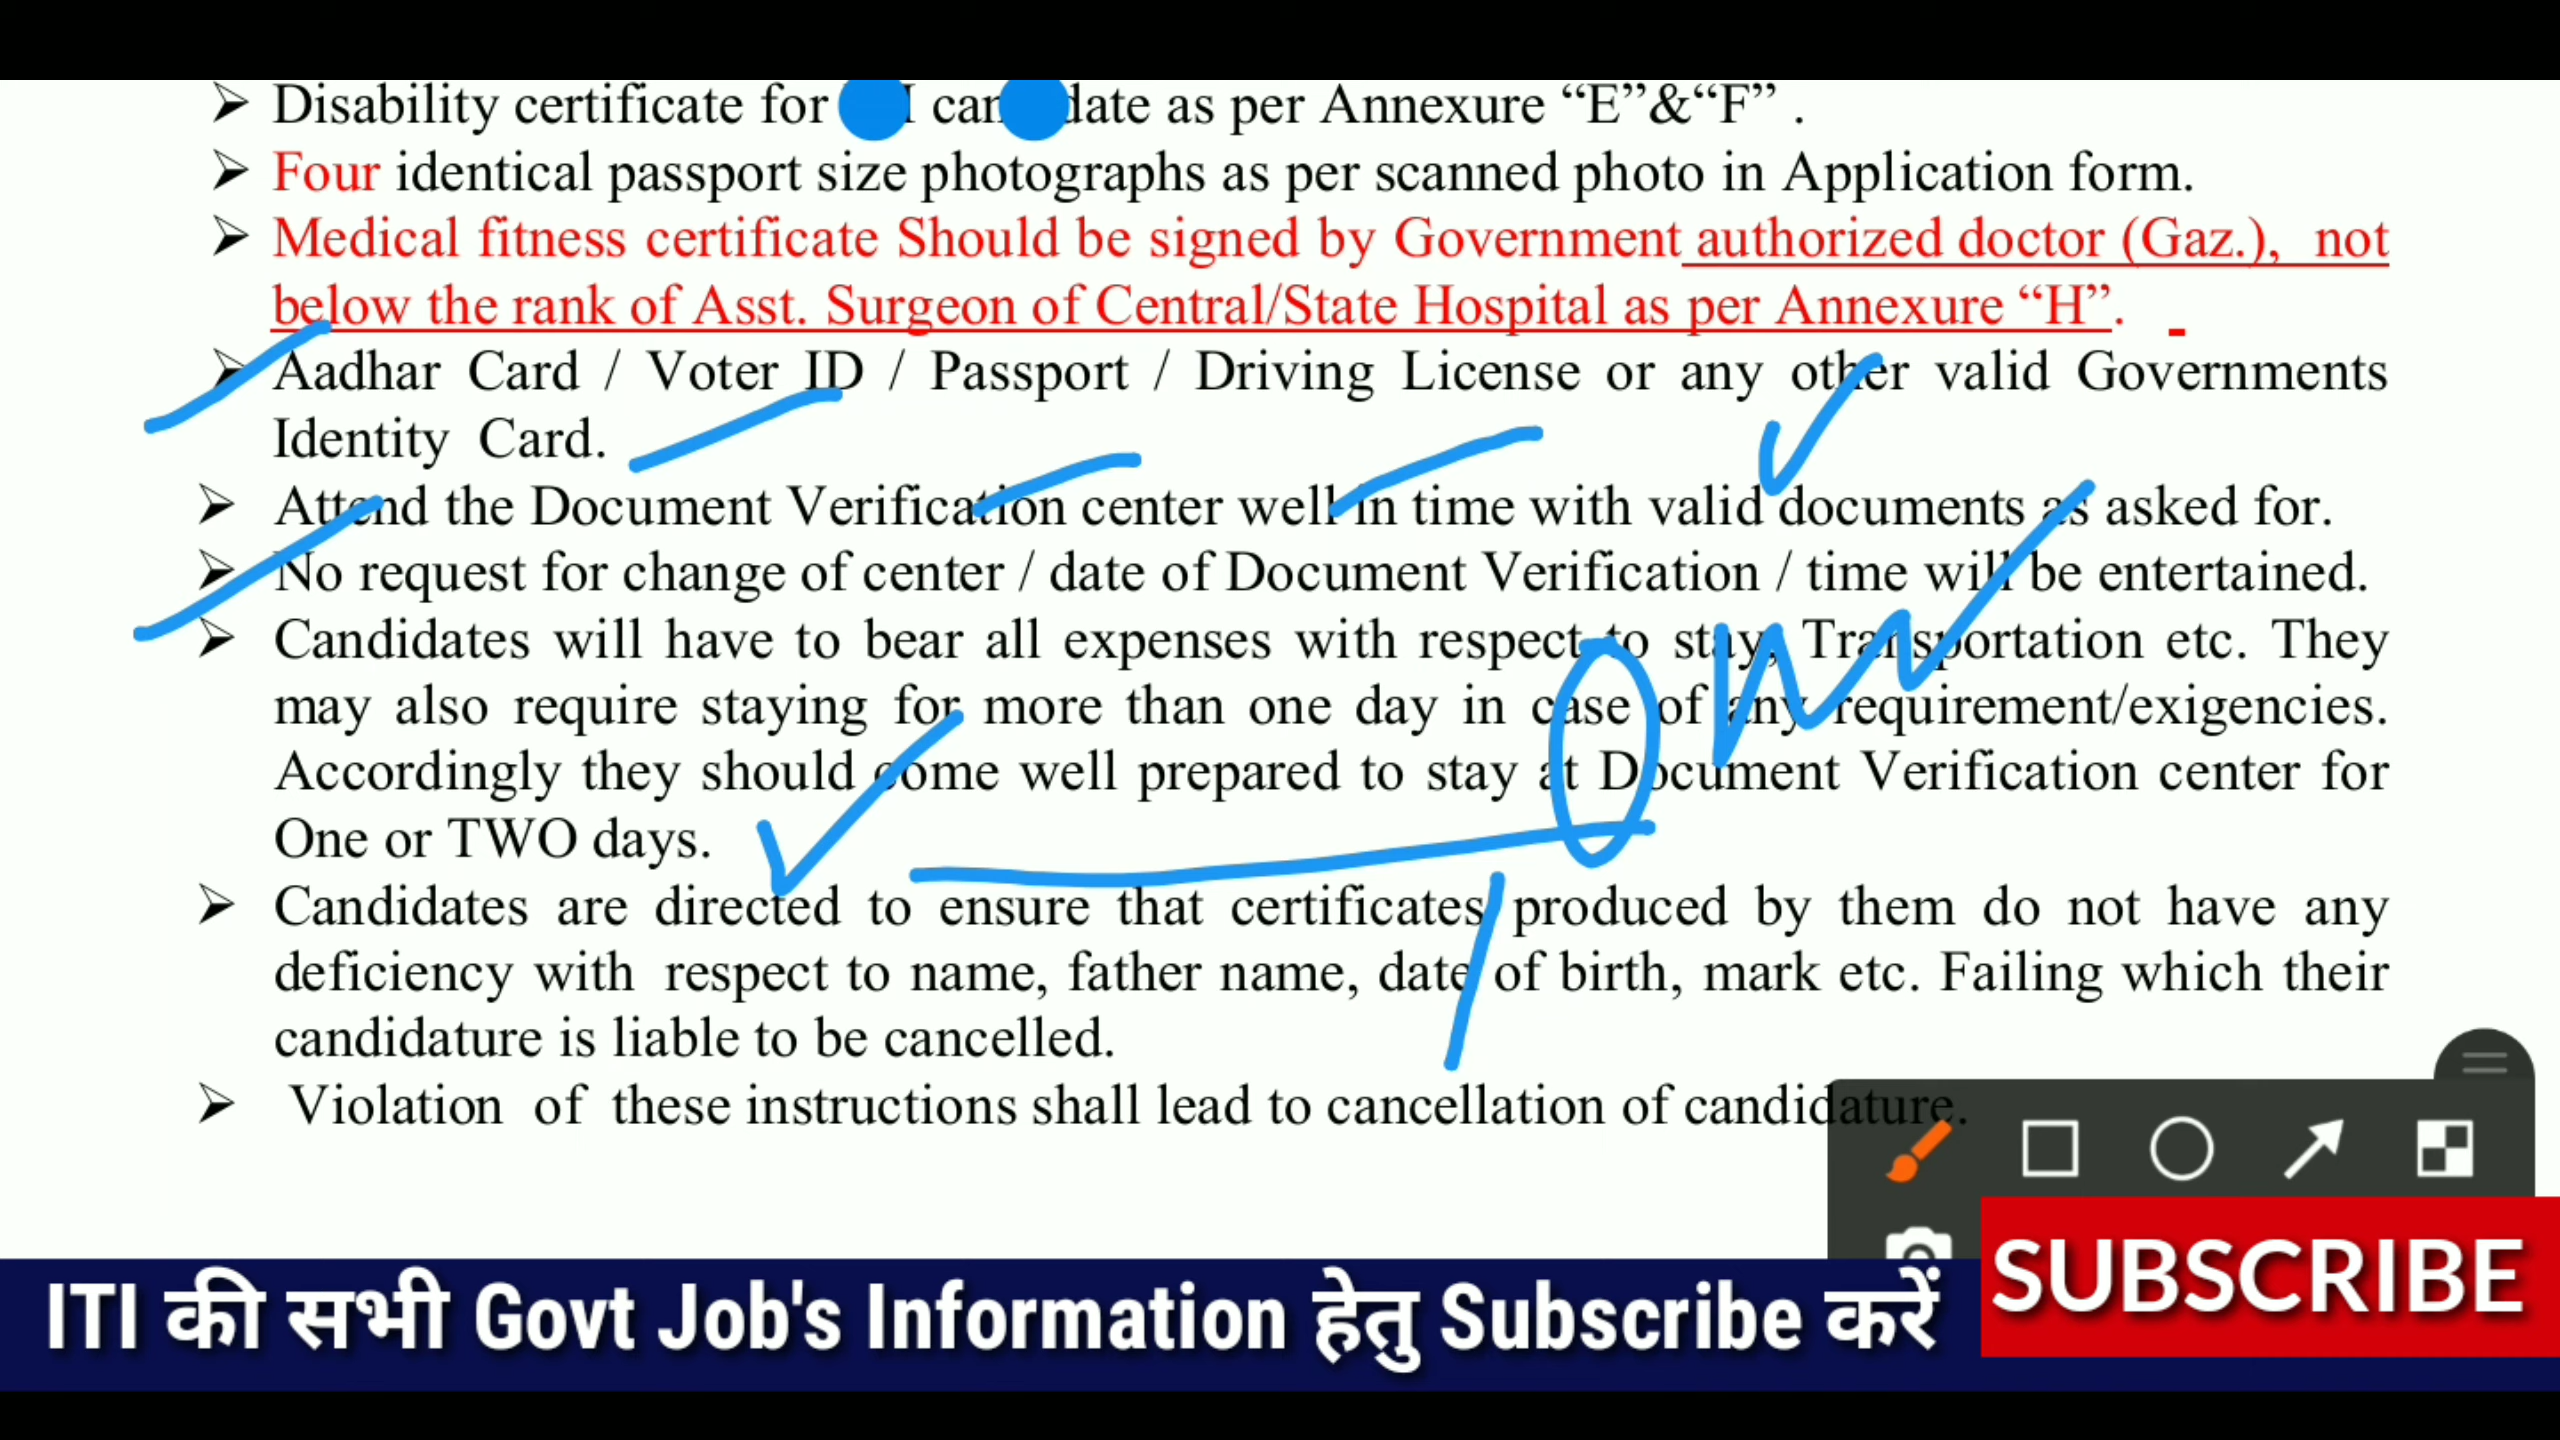 ➢ Disability certificate for I candidate as per Annexure “E”&“F” .
➢ Four identical passport size photographs as per scanned photo in Application form.
➢ Medical fitness certificate Should be signed by Government authorized doctor (Gaz.), not
below the rank of Asst. Surgeon of Central/State Hospital as per Annexure “H”.
➢ Aadhar Card / Voter ID / Passport / Driving License or any other valid Governments
Identity Card.
➢ Attend the Document Verification center well in time with valid documents as asked for.
➢ No request for change of center / date of Document Verification / time will be entertained.
➢ Candidates will have to bear all expenses with respect to stay, Transportation etc. They
may also require staying for more than one day in case of any requirement/exigencies.
Accordingly they should come well prepared to stay at Document Verification center for
One or TWO days.
➢ Candidates are directed to ensure that certificates produced by them do not have any
deficiency with respect to name, father name, date of birth, mark etc. Failing which their
candidature is liable to be cancelled.
➢ Violation of these instructions shall lead to cancellation of candidature.
SUBSCRIBE
ITI की सभी Govt Job's Information हेतु Subscribe करें